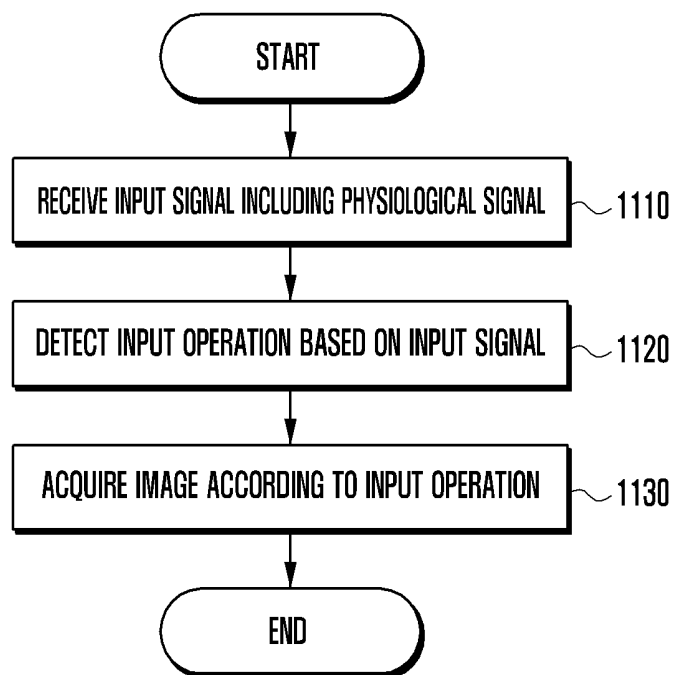 START
RECEIVE INPUT SIGNAL INCLUDING PHYSIOLOGICAL SIGNAL
1110
DETECT INPUT OPERATION BASED ON INPUT SIGNAL
1120
ACQUIRE IMAGE ACCORDING TO INPUT OPERATION
1130
END